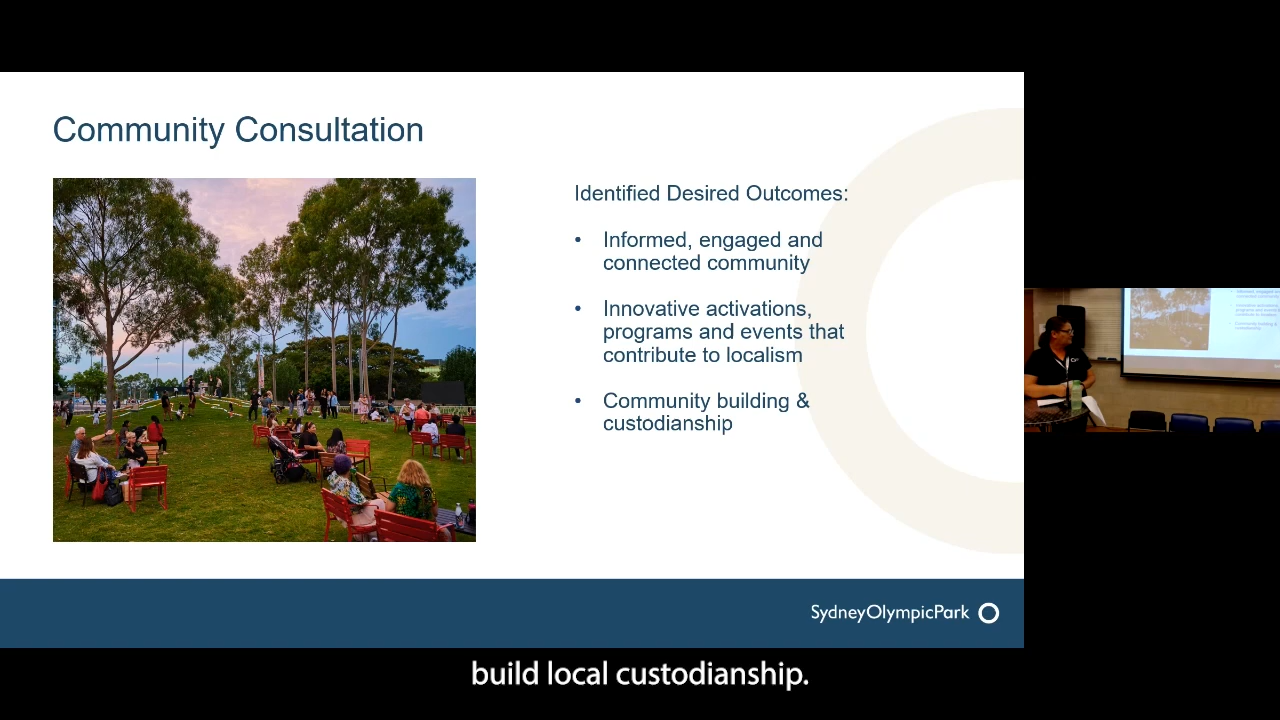 Community Consultation
Identified Desired Outcomes:
• Informed, engaged and
connected community
• Innovative activations,
programs and events that
contribute to localism
• Community building &
custodianship
SydneyOlympicPark
build local custodianship.